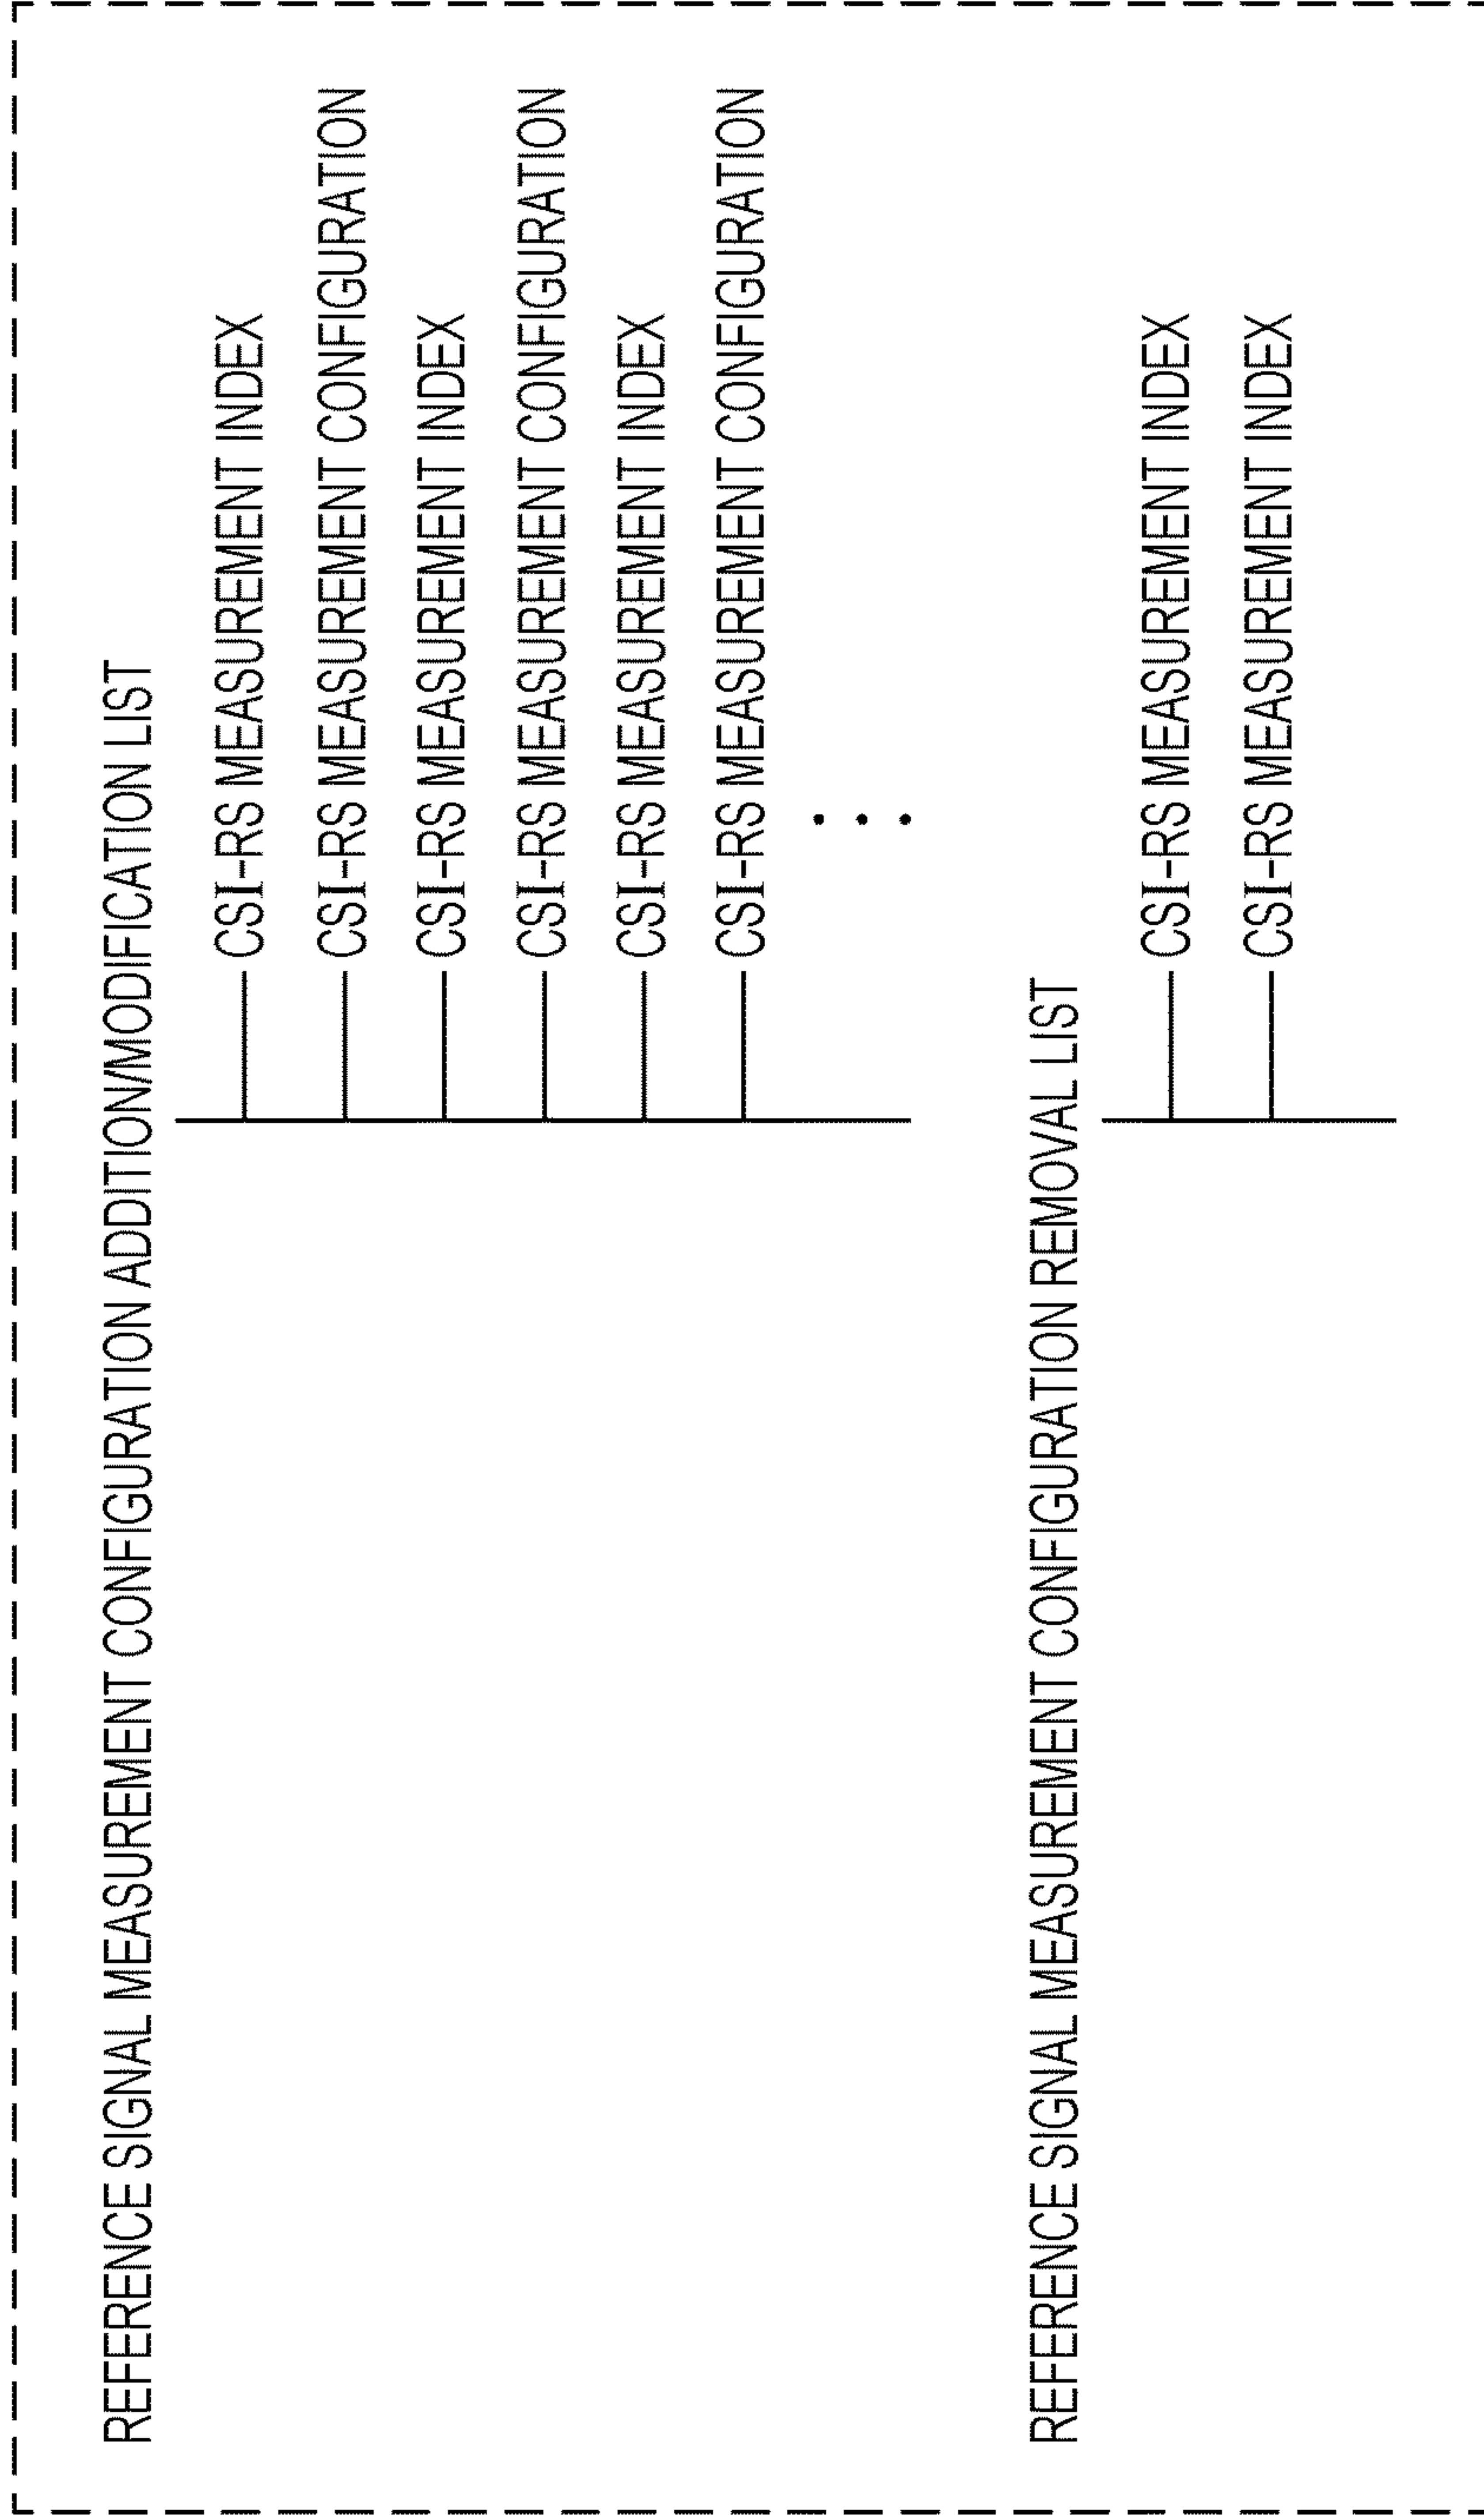 REFERENCE SIGNAL MEASUREMENT CONFIGURATION ADDITION/MODIFICATION LIST
CSI-RS MEASUREMENT INDEX
CSI-RS MEASUREMENT CONFIGURATION
CSI-RS MEASUREMENT INDEX
CSI-RS MEASUREMENT CONFIGURATION
CSI-RS MEASUREMENT INDEX
CSI-RS MEASUREMENT CONFIGURATION
...
REFERENCE SIGNAL MEASUREMENT CONFIGURATION REMOVAL LIST
CSI-RS MEASUREMENT INDEX
CSI-RS MEASUREMENT INDEX